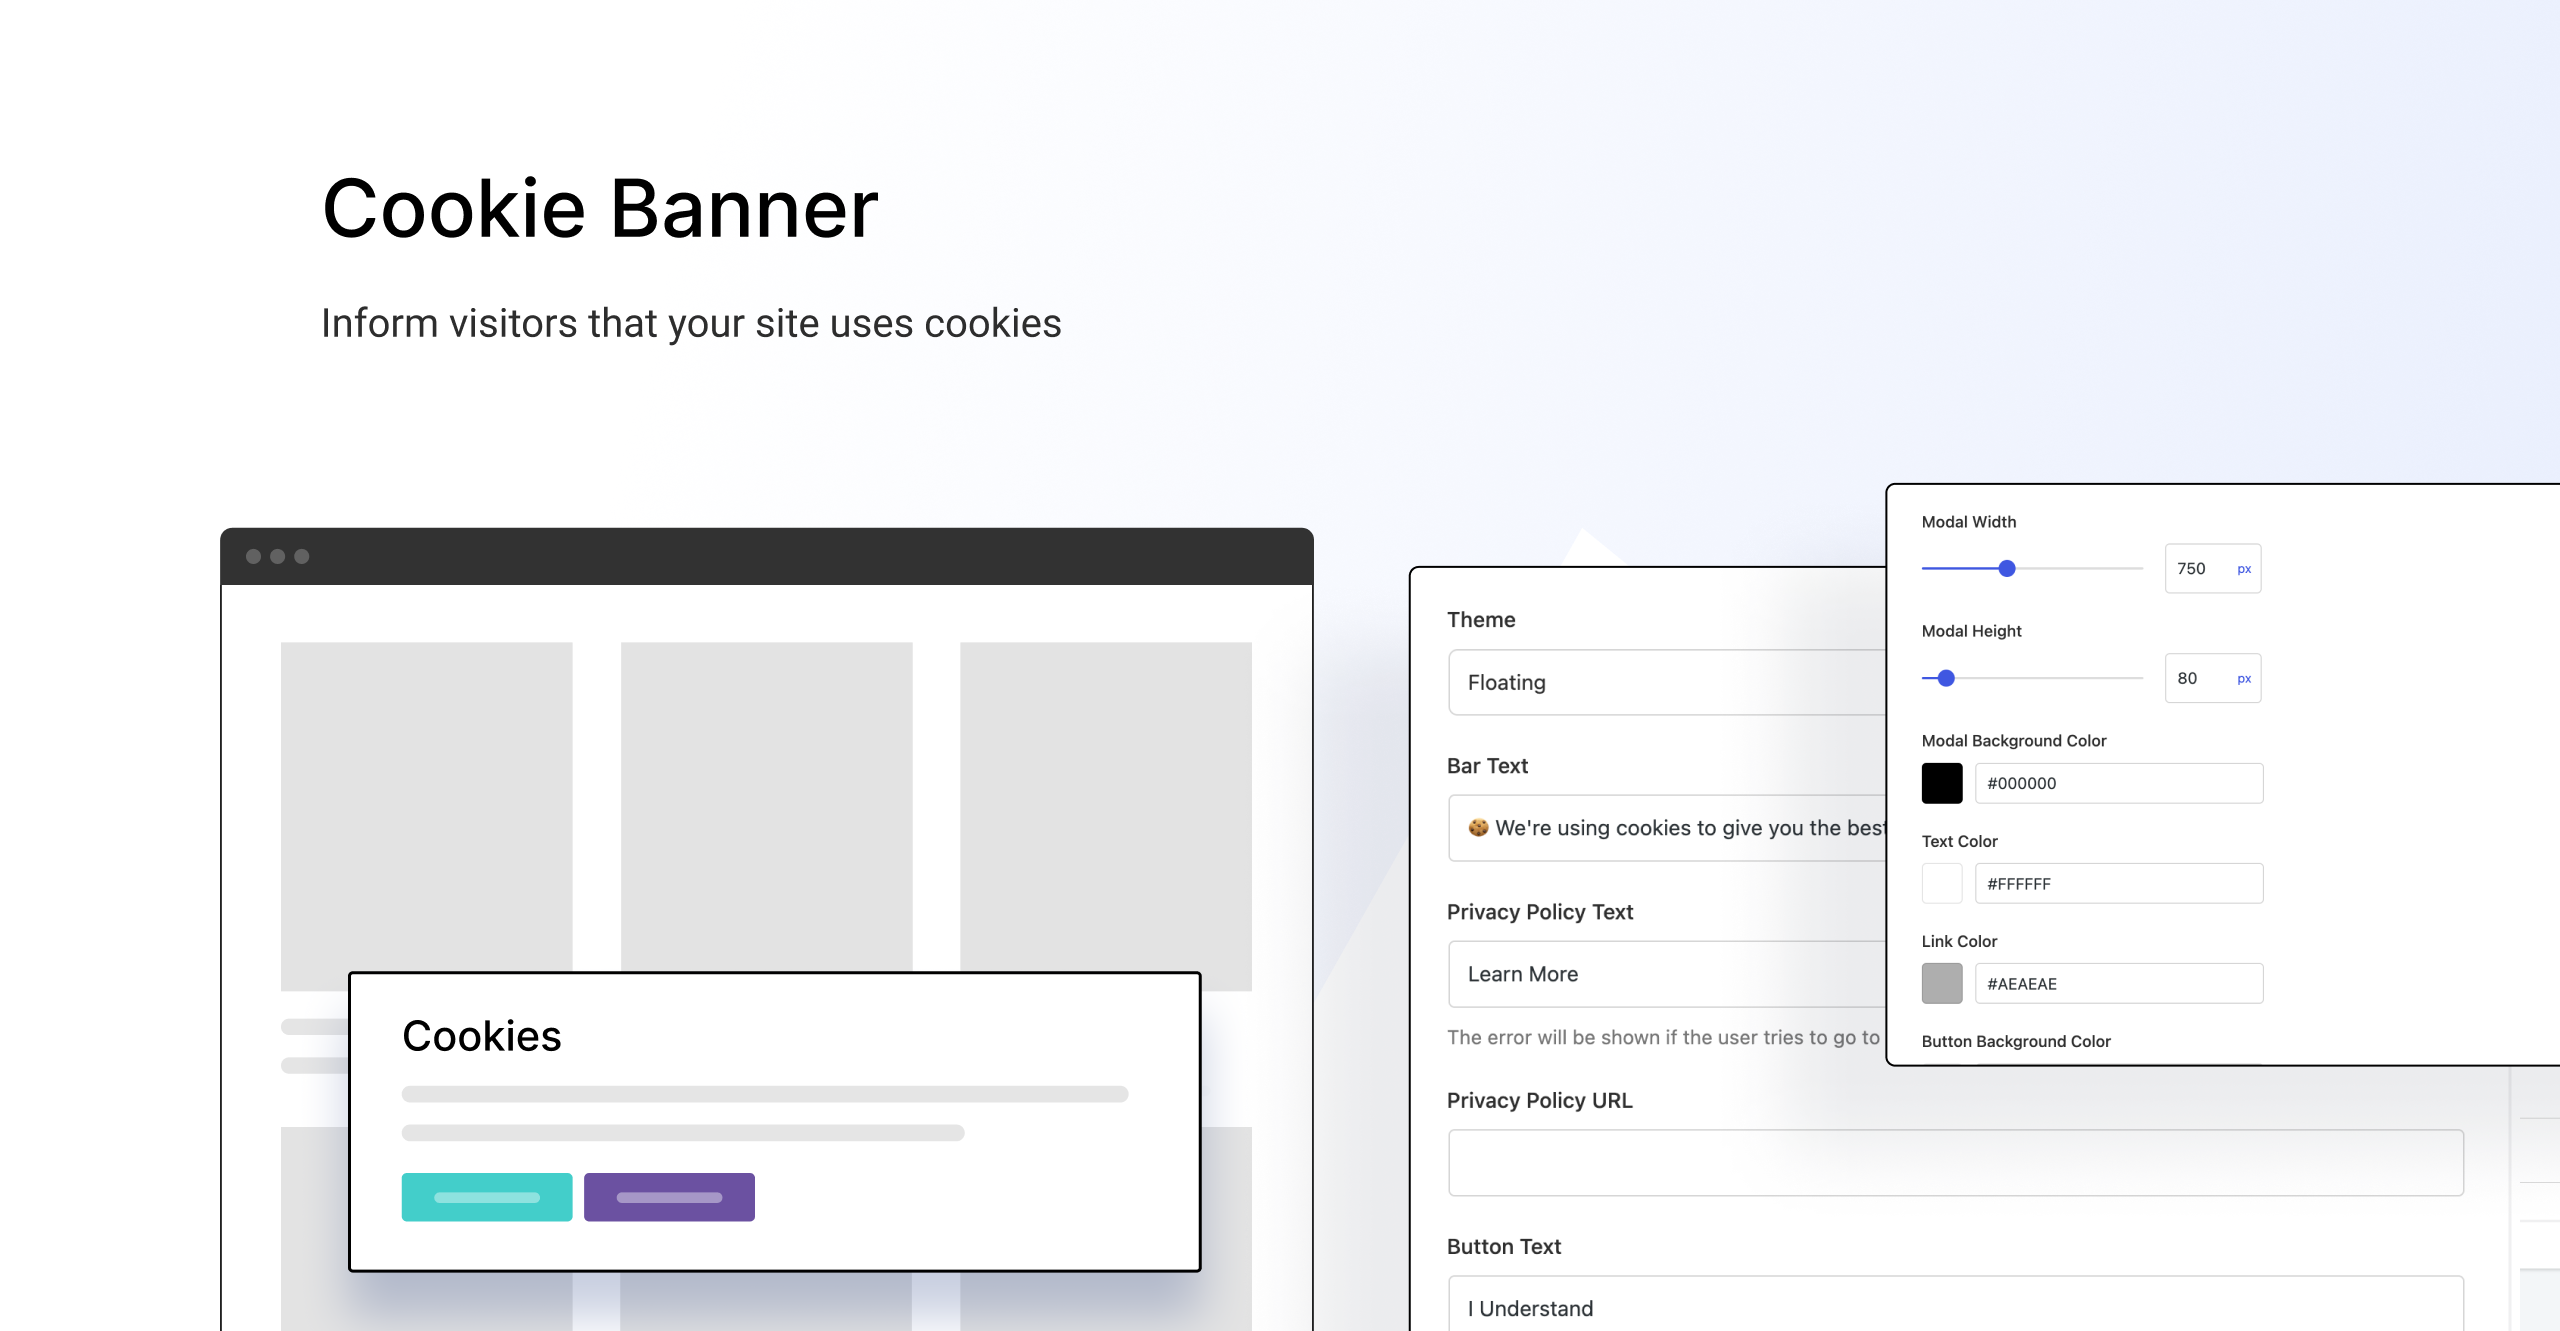 Cookie Banner
Inform visitors that your site uses cookies
Cookies
Theme
Floating
Bar Text
🍪 We're using cookies to give you the best
Privacy Policy Text
Learn More
The error will be shown if the user tries to go to
Privacy Policy URL
Button Text
I Understand
Modal Width
750 px
Modal Height
80 px
Modal Background Color
#000000
Text Color
#FFFFFF
Link Color
#AEAEAE
Button Background Color